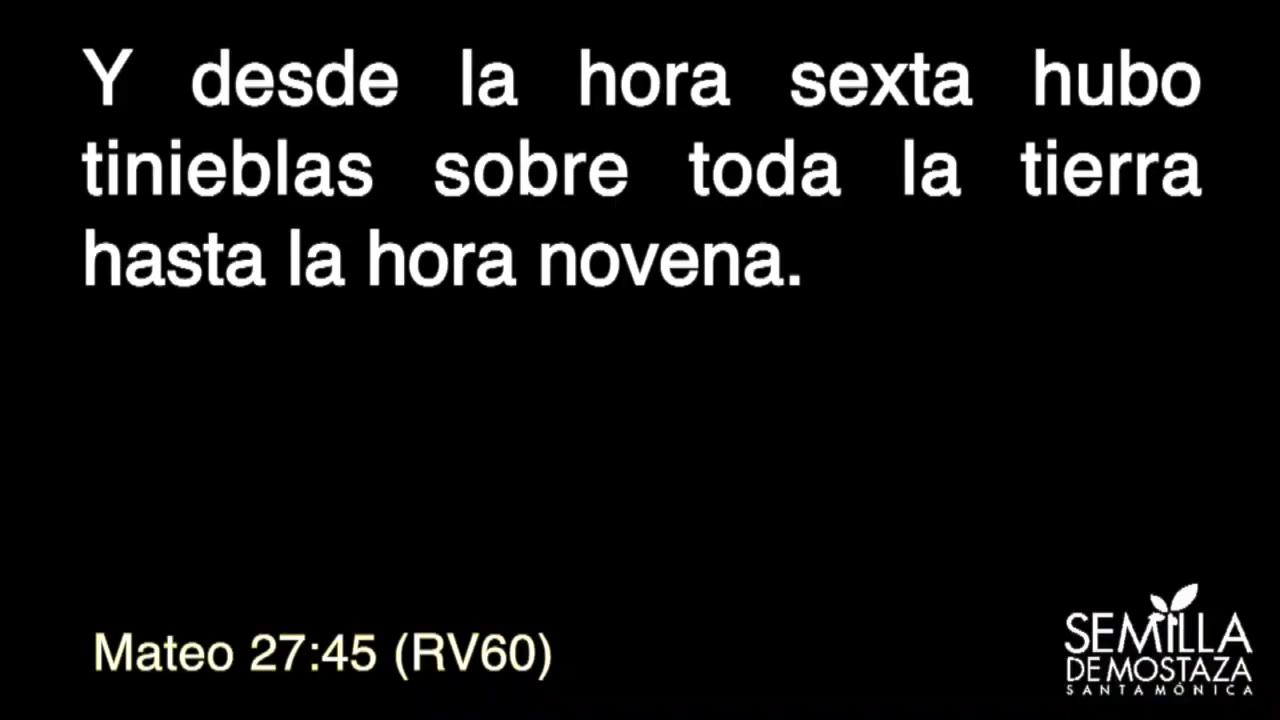 Y desde la hora sexta hubo
tinieblas sobre toda la tierra
hasta la hora novena.
Mateo 27:45 (RV60)
SEMILLA
DE MOSTAZA
SANTA MÓNICA